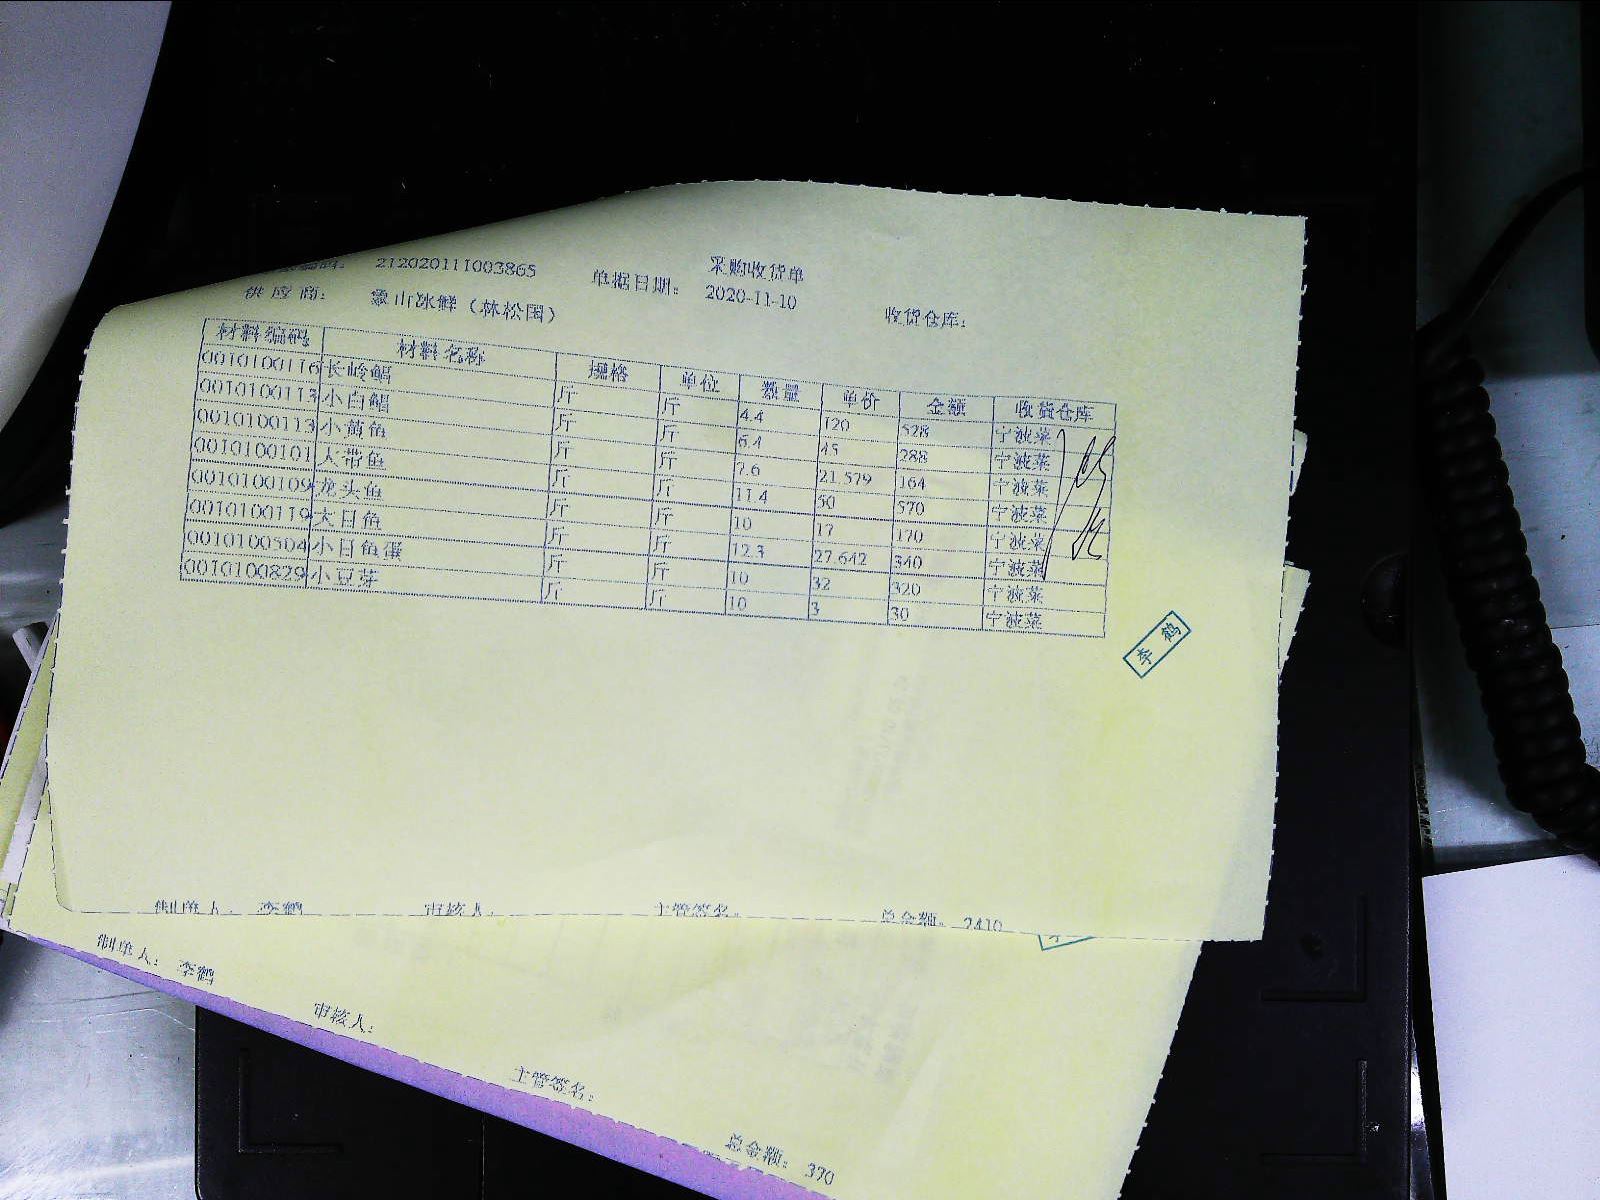 采购收货单
212020111003865 单据日期: 2020-11-10 收货仓库:
供应商: 象山冰鲜(林松国)
材料编码 材料名称 规格 单位 数量 单价 金额 收货仓库
0010100116 长岭鲳 斤 斤 4.4 120 528 宁波菜
0010100113 小白鲳 斤 斤 6.4 45 288 宁波菜
0010100113 小黄鱼 斤 斤 7.6 21.579 164 宁波菜
0010100101 大带鱼 斤 斤 11.4 50 570 宁波菜
0010100109 龙头鱼 斤 斤 10 17 170 宁波菜
0010100119 大目鱼 斤 斤 12.3 27.642 340 宁波菜
0010100504 小目鱼蛋 斤 斤 10 32 320 宁波菜
0010100829 小豆芽 斤 斤 10 3 30 宁波菜
李鹤
制单人: 李鹤 审核人: 主管签名: 总金额: 2410
制单人: 李鹤 审核人: 主管签名: 总金额: 370